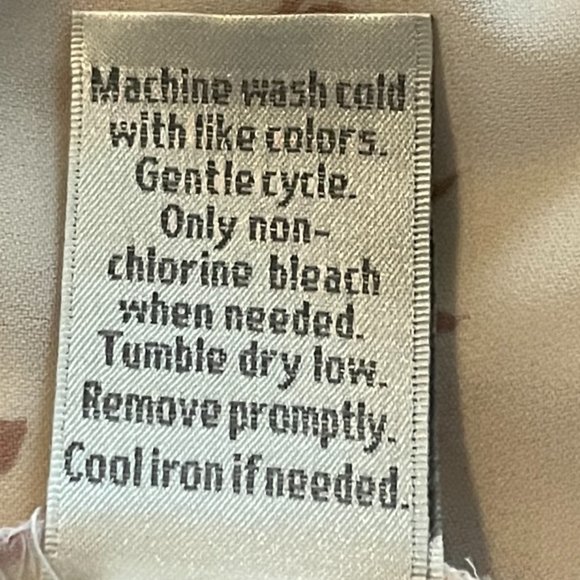 Machine wash cold
with like colors.
Gentle cycle.
Only non-
chlorine bleach
when needed.
Tumble dry low.
Remove promptly.
Cool iron if needed.